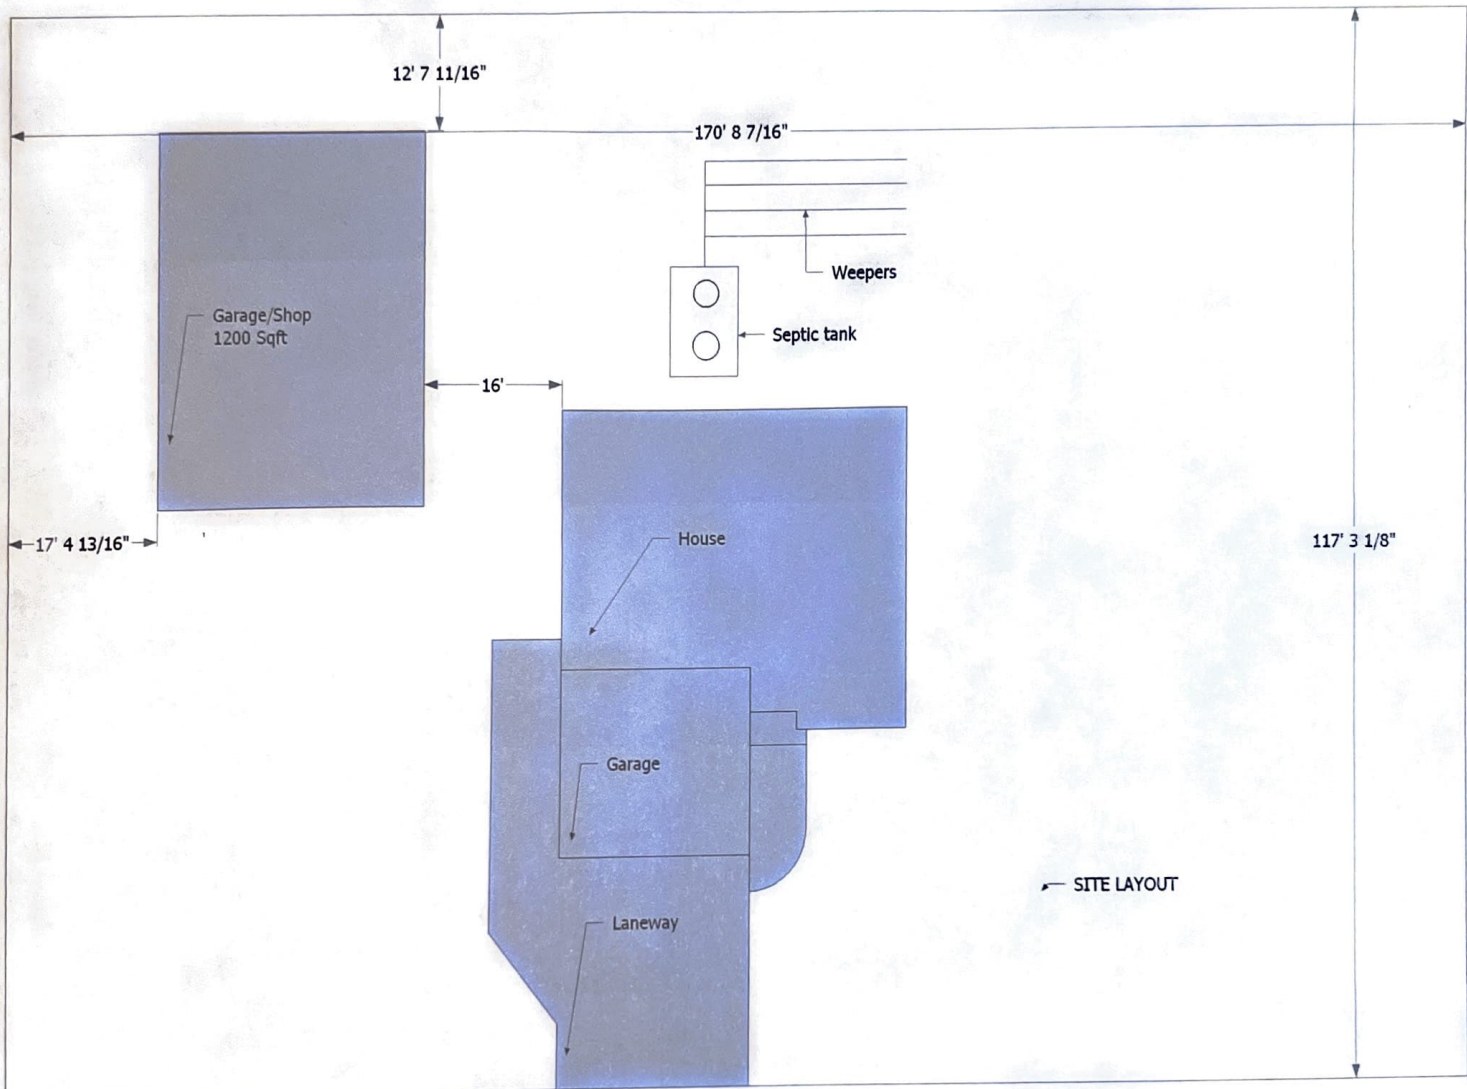 12' 7 11/16"
170' 8 7/16"
Weepers
Garage/Shop
1200 Sqft
Septic tank
16'
17' 4 13/16"
House
117' 3 1/8"
Garage
SITE LAYOUT
Laneway